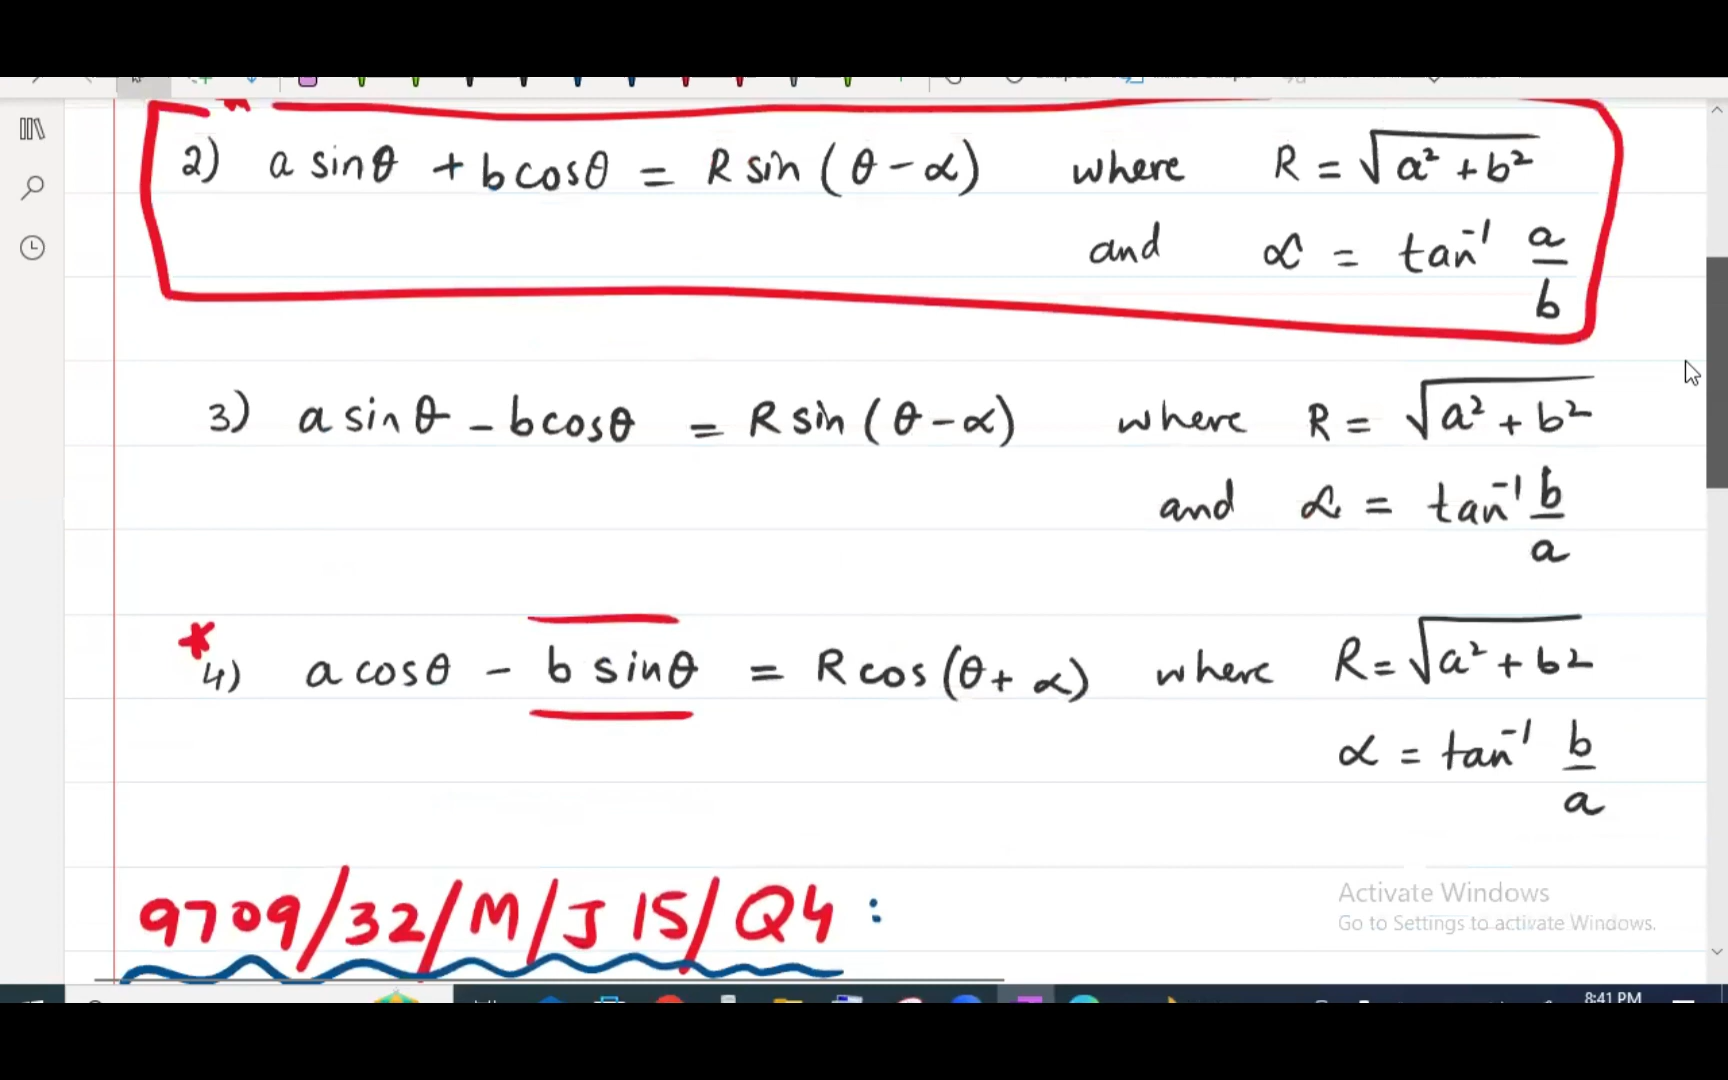 2) a sinθ + b cosθ = R sin (θ - α) where R = √a² + b²
and α = tan⁻¹ a/b
3) a sinθ - b cosθ = R sin (θ - α) where R = √a² + b²
and α = tan⁻¹ b/a
*4) a cosθ - b sinθ = R cos (θ + α) where R = √a² + b²
α = tan⁻¹ b/a
9709/32/M/J 15/Q4 :
Activate Windows
Go to Settings to activate Windows.
8:41 PM